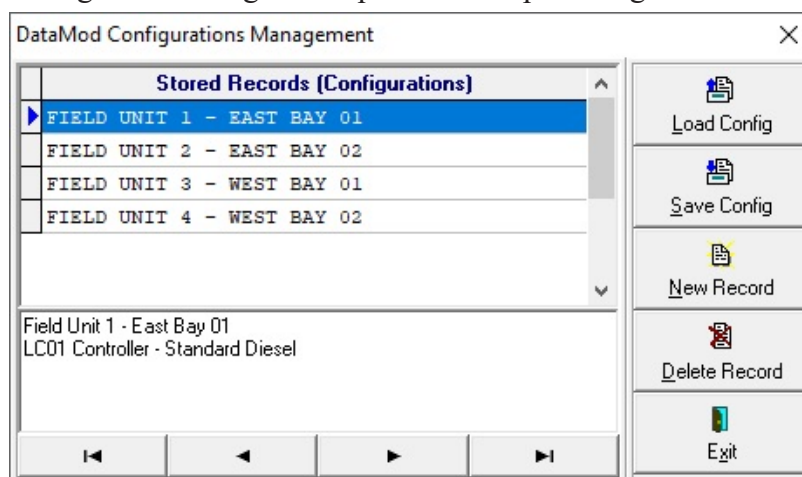 DataMod Configurations Management
Stored Records (Configurations)
FIELD UNIT 1 - EAST BAY 01
FIELD UNIT 2 - EAST BAY 02
FIELD UNIT 3 - WEST BAY 01
FIELD UNIT 4 - WEST BAY 02
Field Unit 1 - East Bay 01
LC01 Controller - Standard Diesel
Load Config
Save Config
New Record
Delete Record
Exit